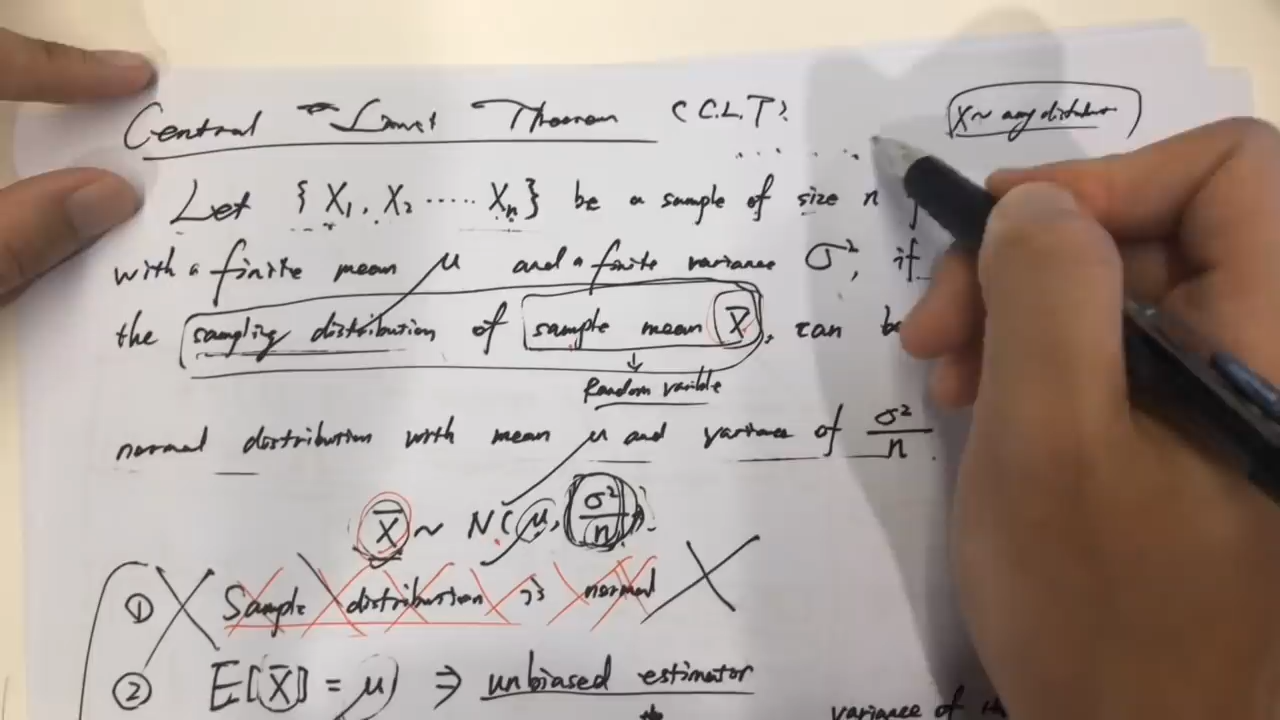 Central Limit Theorem (C.L.T)
X ~ any distribution
Let { X₁, X₂ ..... Xₙ } be a sample of size n
with a finite mean μ and a finite variance σ², if
the sampling distribution of sample mean X̄, can be
Random varible
normal distribution with mean μ and variance of σ²/n.
X̄ ~ N(μ, σ²/n).
① Sample distribution is normal
② E[X̄] = μ ⇒ unbiased estimator
variance of